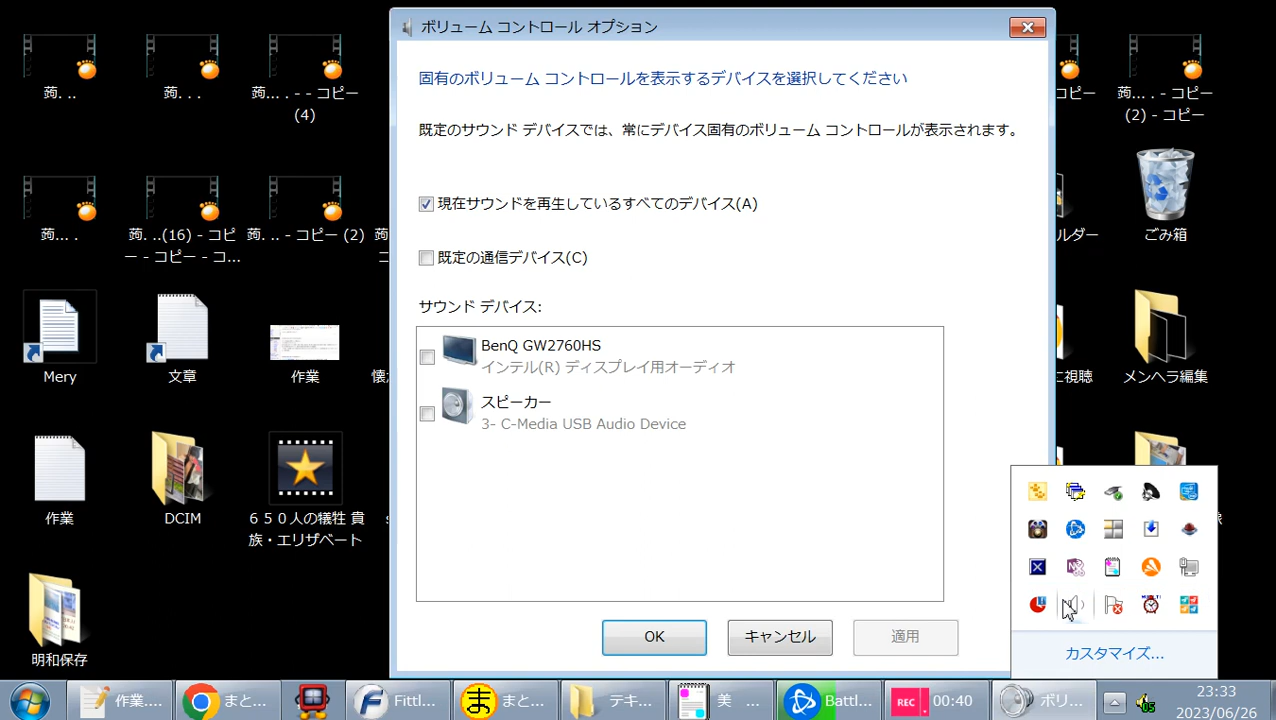 ボリューム コントロール オプション
固有のボリューム コントロールを表示するデバイスを選択してください
既定のサウンド デバイスでは、常にデバイス固有のボリューム コントロールが表示されます。
現在サウンドを再生しているすべてのデバイス(A)
既定の通信デバイス(C)
サウンド デバイス:
BenQ GW2760HS
インテル(R) ディスプレイ用オーディオ
スピーカー
3- C-Media USB Audio Device
OK
キャンセル
適用
蒟. ..
蒟. . .
蒟... . - - コピー
(4)
コピー
蒟... . - コピー
(2) - コピー
蒟... .
蒟. ..(16) - コピ
ー - コピー - コ...
蒟. .. - コピー (2)
ルダー
ごみ箱
Mery
文章
作業
に視聴
メンヘラ編集
作業
DCIM
６５０人の犠牲 貴
族・エリザベート
明和保存
カスタマイズ...
作業....
まと...
Fittl...
まと...
テキ...
美 ...
Battl...
REC
00:40
ボリ...
05
23:33
2023/06/26